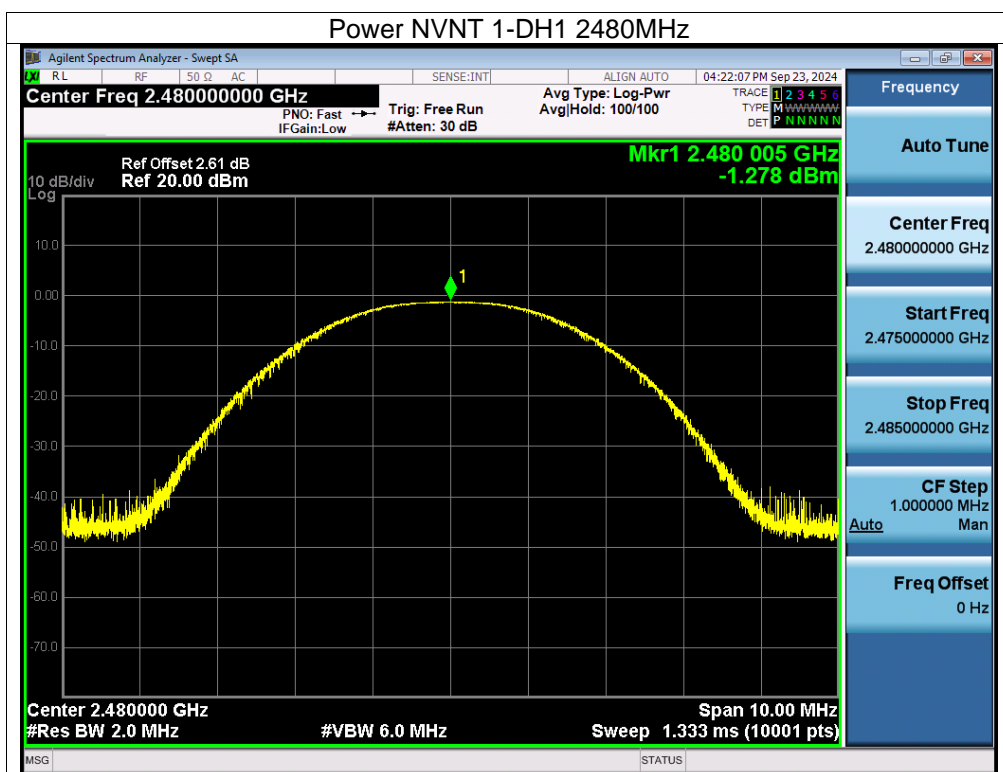 Power NVNT 1-DH1 2480MHz
Agilent Spectrum Analyzer - Swept SA
LXI RL RF 50 Ω AC SENSE:INT ALIGN AUTO 04:22:07 PM Sep 23, 2024
Center Freq 2.480000000 GHz
PNO: Fast
IFGain:Low
Trig: Free Run
#Atten: 30 dB
Avg Type: Log-Pwr
Avg|Hold: 100/100
TRACE 1 2 3 4 5 6
TYPE M WWWWW
DET P N N N N N
Mkr1 2.480 005 GHz
-1.278 dBm
Ref Offset 2.61 dB
10 dB/div Ref 20.00 dBm
Log
10.0
0.00
-10.0
-20.0
-30.0
-40.0
-50.0
-60.0
-70.0
1
Center 2.480000 GHz Span 10.00 MHz
#Res BW 2.0 MHz #VBW 6.0 MHz Sweep 1.333 ms (10001 pts)
MSG STATUS
Frequency
Auto Tune
Center Freq
2.480000000 GHz
Start Freq
2.475000000 GHz
Stop Freq
2.485000000 GHz
CF Step
1.000000 MHz
Auto Man
Freq Offset
0 Hz